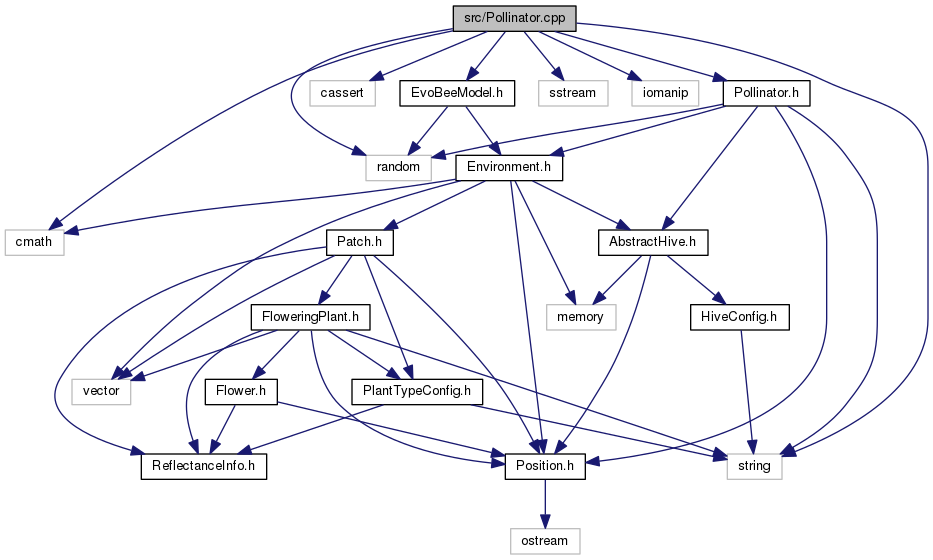 src/Pollinator.cpp
cassert
EvoBeeModel.h
sstream
iomanip
Pollinator.h
random
Environment.h
cmath
Patch.h
AbstractHive.h
FloweringPlant.h
memory
HiveConfig.h
vector
Flower.h
PlantTypeConfig.h
ReflectanceInfo.h
Position.h
string
ostream